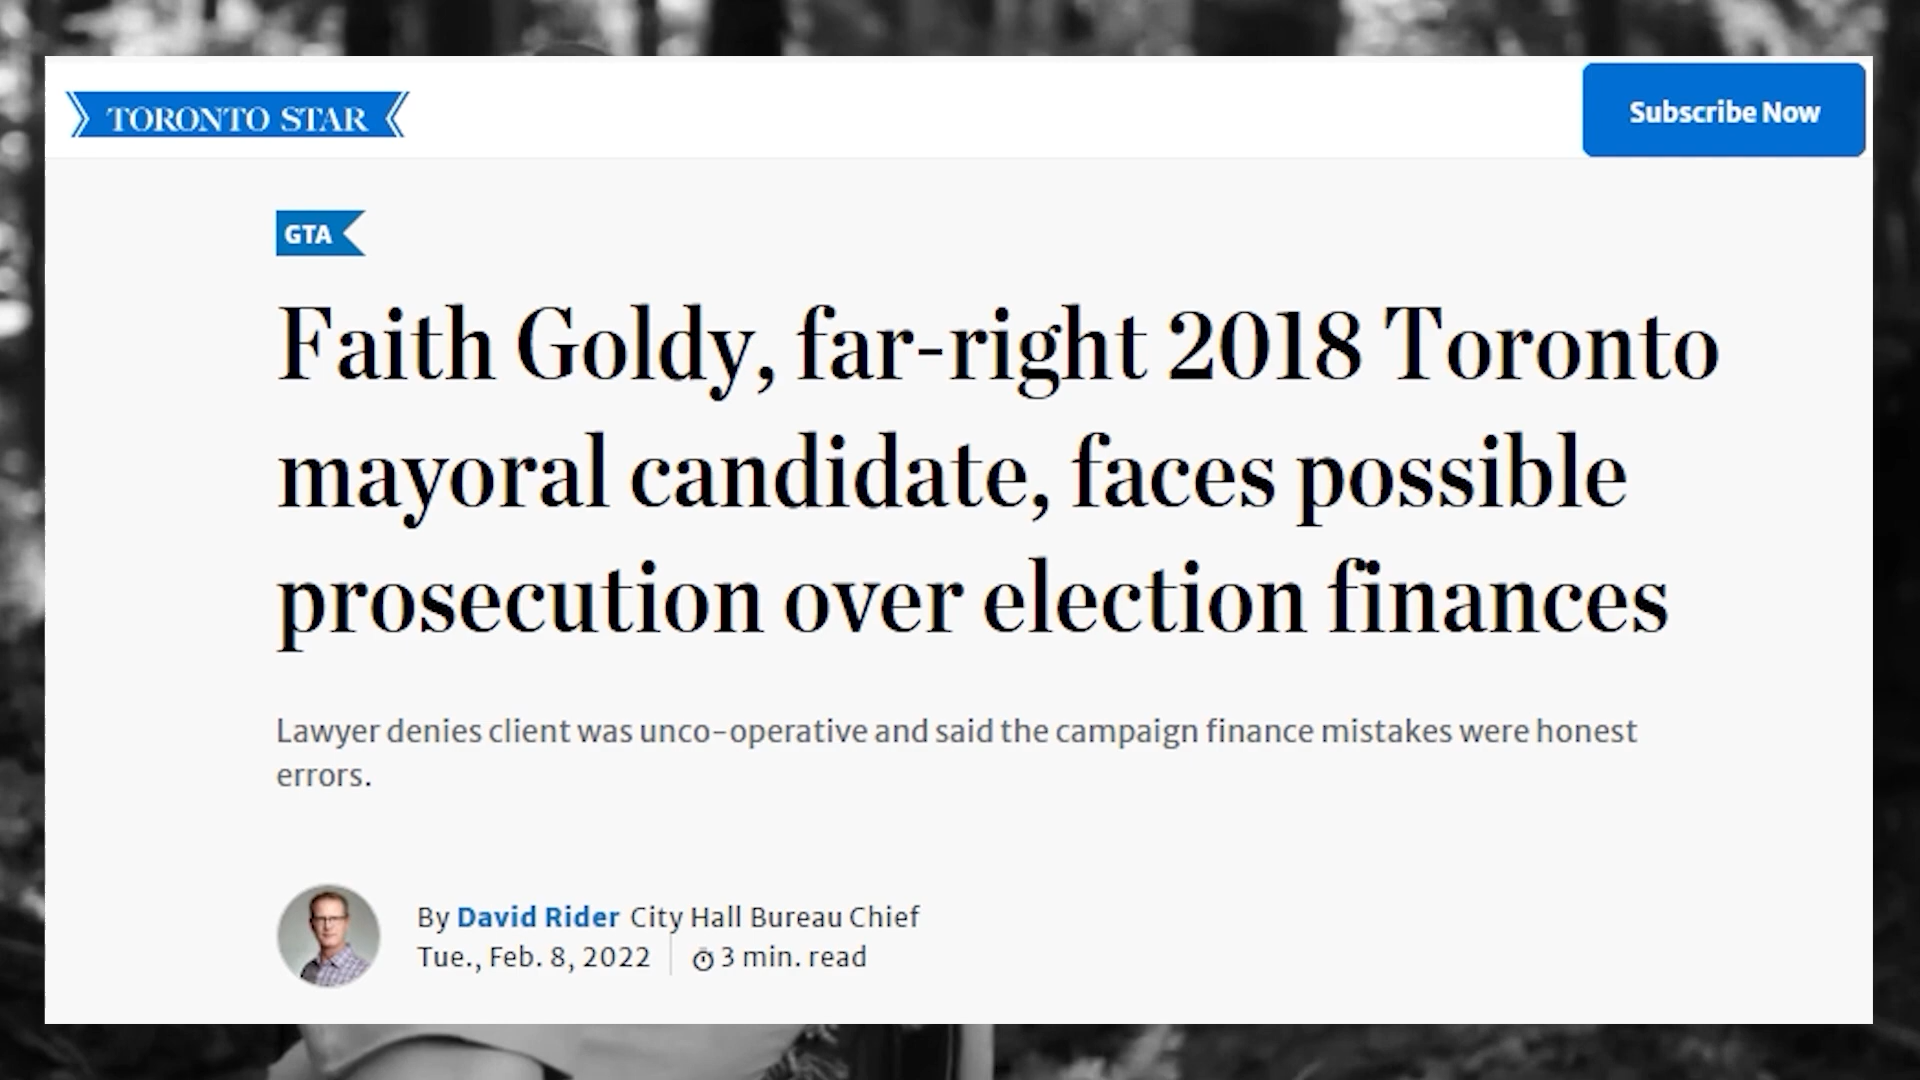 TORONTO STAR
Subscribe Now
GTA
Faith Goldy, far-right 2018 Toronto
mayoral candidate, faces possible
prosecution over election finances
Lawyer denies client was unco-operative and said the campaign finance mistakes were honest
errors.
By David Rider City Hall Bureau Chief
Tue., Feb. 8, 2022 3 min. read